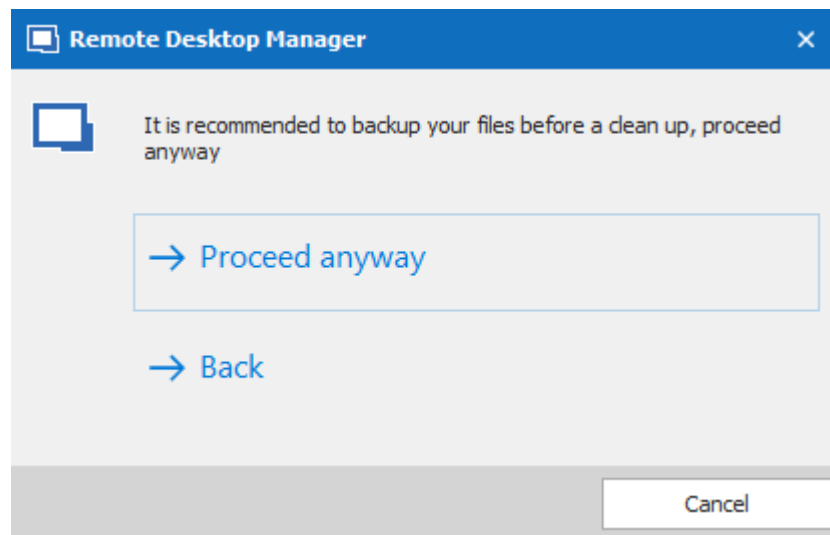 Remote Desktop Manager
It is recommended to backup your files before a clean up, proceed
anyway
Proceed anyway
Back
Cancel